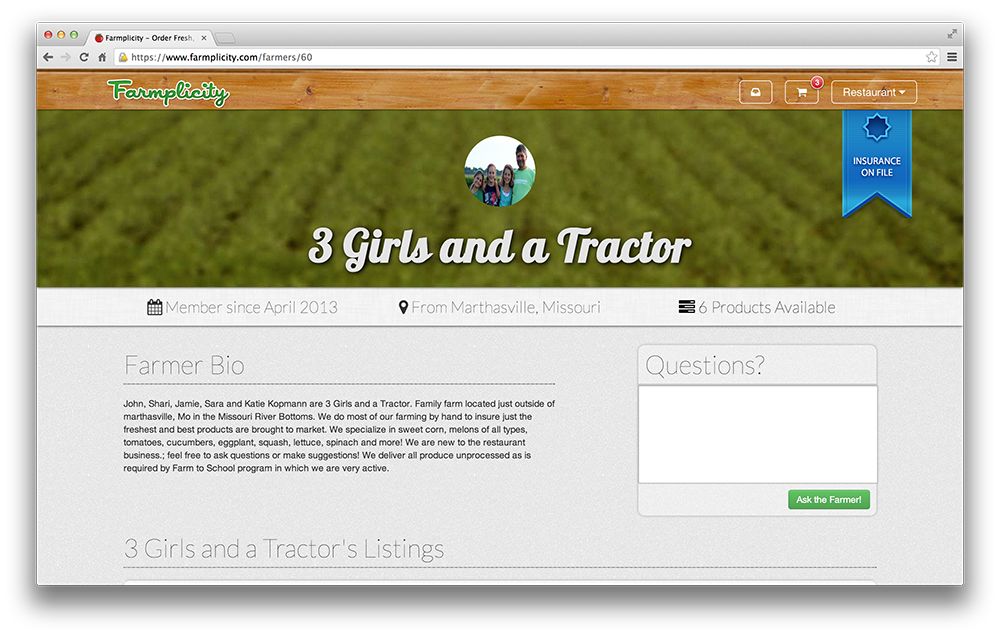 Farmplicity – Order Fresh,
https://www.farmplicity.com/farmers/60
Farmplicity
3
Restaurant
INSURANCE
ON FILE
3 Girls and a Tractor
Member since April 2013
From Marthasville, Missouri
6 Products Available
Farmer Bio
John, Shari, Jamie, Sara and Katie Kopmann are 3 Girls and a Tractor. Family farm located just outside of
marthasville, Mo in the Missouri River Bottoms. We do most of our farming by hand to insure just the
freshest and best products are brought to market. We specialize in sweet corn, melons of all types,
tomatoes, cucumbers, eggplant, squash, lettuce, spinach and more! We are new to the restaurant
business.; feel free to ask questions or make suggestions! We deliver all produce unprocessed as is
required by Farm to School program in which we are very active.
Questions?
Ask the Farmer!
3 Girls and a Tractor's Listings